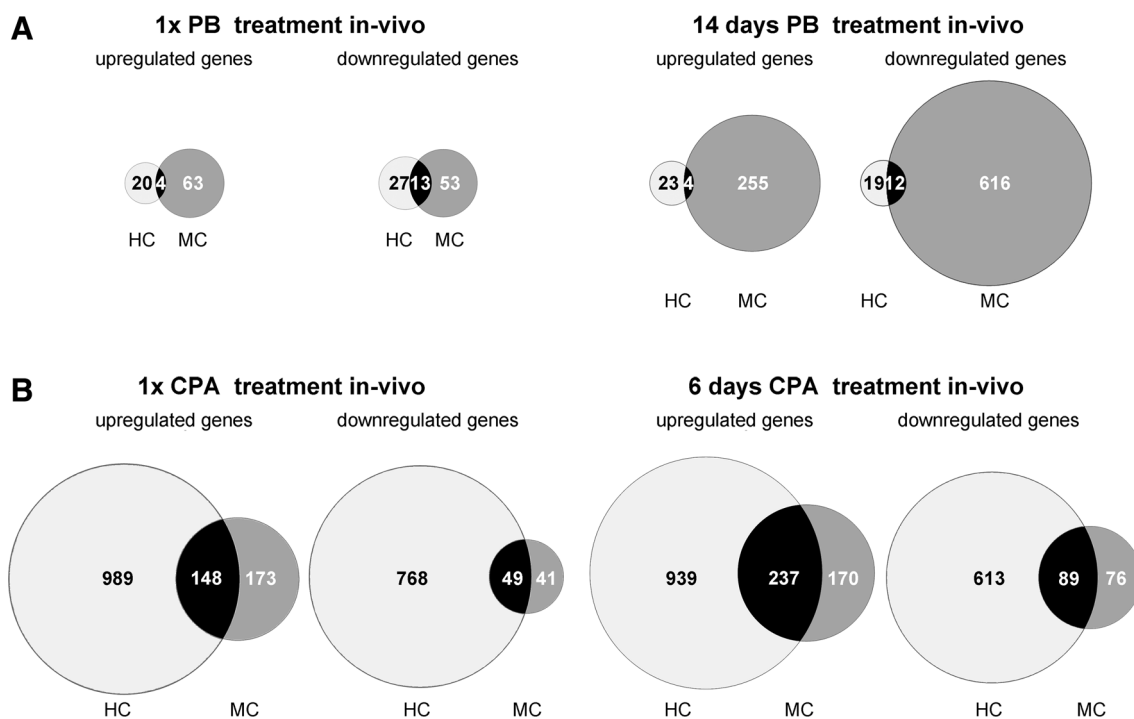 A
1x PB treatment in-vivo
upregulated genes
downregulated genes
20 4 63
27 13 53
HC MC
HC MC
14 days PB treatment in-vivo
upregulated genes
downregulated genes
23 4 255
19 12 616
HC MC
HC MC
B
1x CPA treatment in-vivo
upregulated genes
downregulated genes
989 148 173
768 49 41
HC MC
HC MC
6 days CPA treatment in-vivo
upregulated genes
downregulated genes
939 237 170
613 89 76
HC MC
HC MC